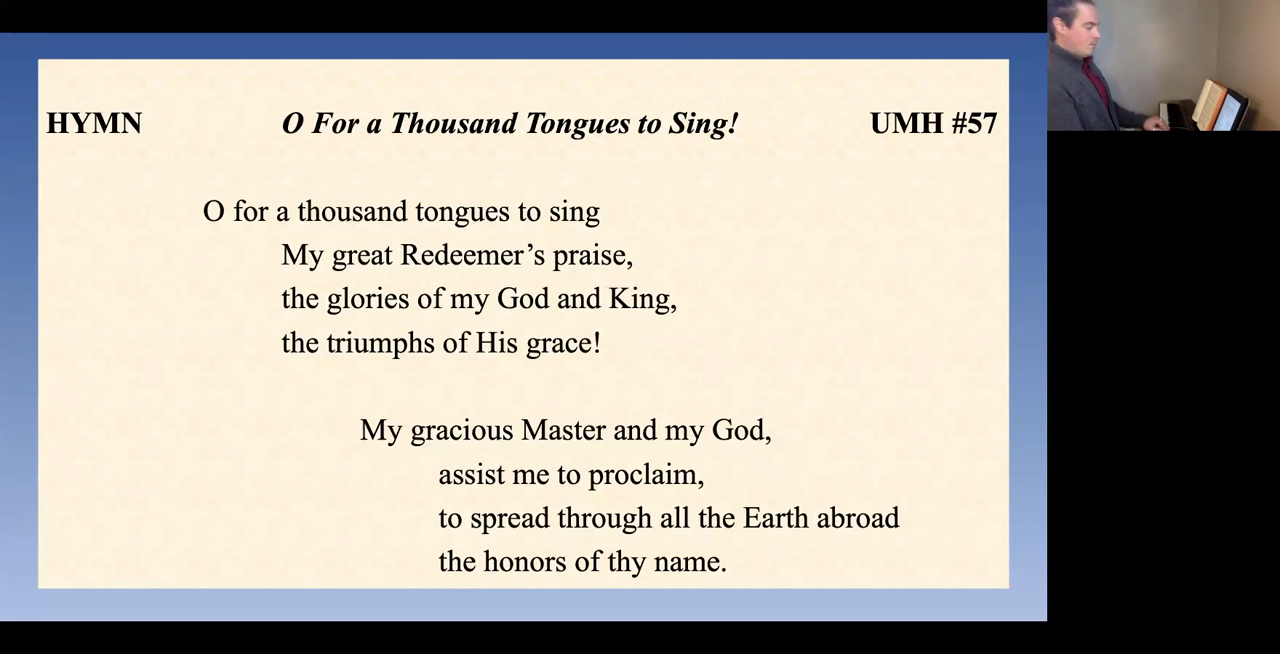 HYMN O For a Thousand Tongues to Sing! UMH #57
O for a thousand tongues to sing
My great Redeemer’s praise,
the glories of my God and King,
the triumphs of His grace!
My gracious Master and my God,
assist me to proclaim,
to spread through all the Earth abroad
the honors of thy name.